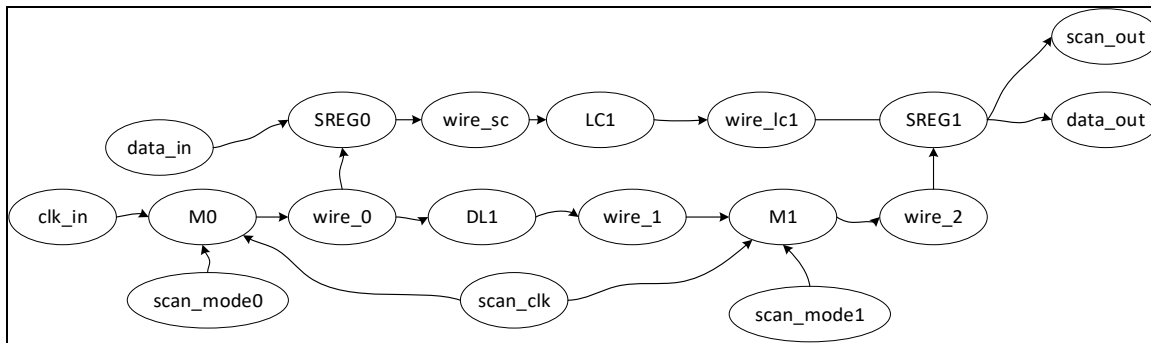 scan_out
SREG0
wire_sc
LC1
wire_lc1
SREG1
data_out
data_in
clk_in
M0
wire_0
DL1
wire_1
M1
wire_2
scan_mode0
scan_clk
scan_mode1